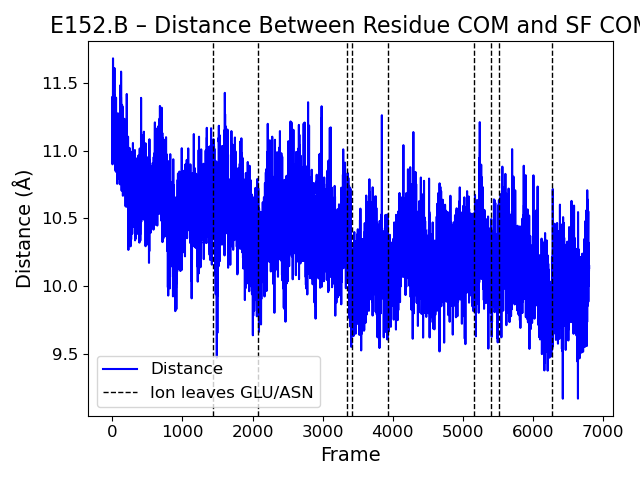 E152.B – Distance Between Residue COM and SF COM
Distance (Å)
11.5
11.0
10.5
10.0
9.5
Distance
Ion leaves GLU/ASN
0 1000 2000 3000 4000 5000 6000 7000
Frame